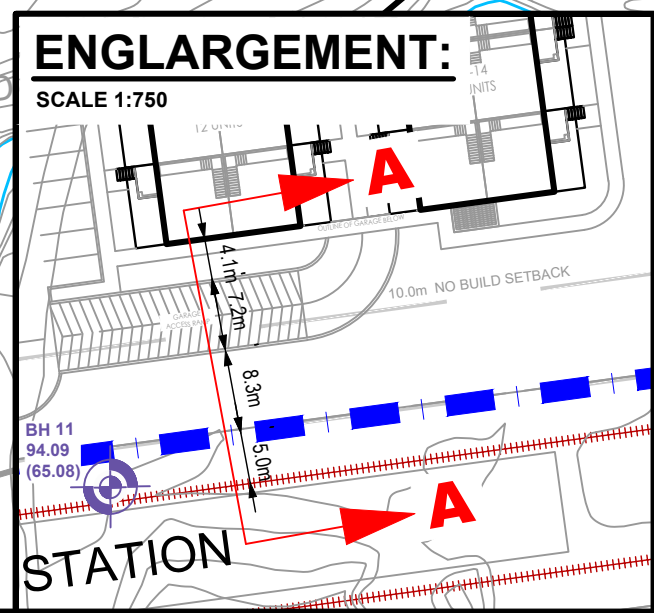 ENGLARGEMENT:
SCALE 1:750
-14
UNITS
12 UNITS
A
OUTLINE OF GARAGE BELOW
4.1m
7.2m
10.0m NO BUILD SETBACK
GARAGE
ACCESS RAMP
8.3m
BH 11
94.09
(65.08)
5.0m
A
STATION